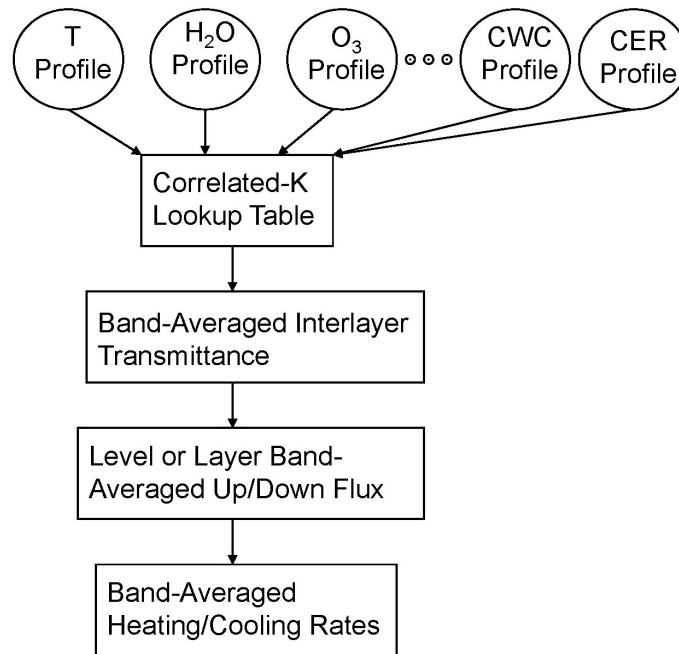 T
Profile
H₂O
Profile
O₃
Profile
CWC
Profile
CER
Profile
Correlated-K
Lookup Table
Band-Averaged Interlayer
Transmittance
Level or Layer Band-
Averaged Up/Down Flux
Band-Averaged
Heating/Cooling Rates